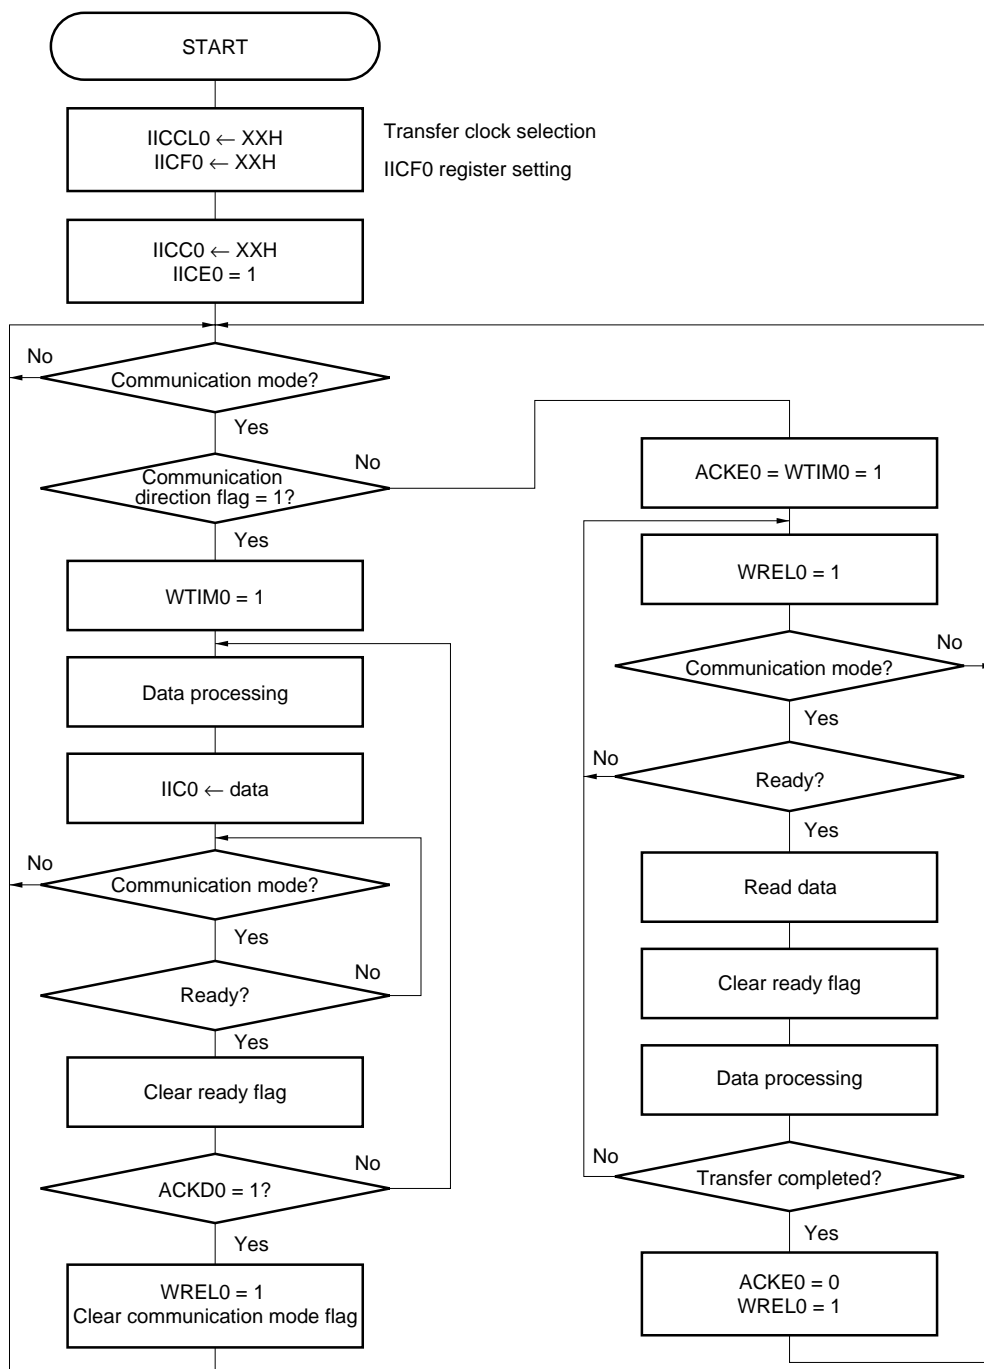 START
IICCL0 ← XXH
IICF0 ← XXH
Transfer clock selection
IICF0 register setting
IICC0 ← XXH
IICE0 = 1
No
Communication mode?
Yes
Communication
direction flag = 1?
No
Yes
WTIM0 = 1
Data processing
IIC0 ← data
No
Communication mode?
Yes
No
Ready?
Yes
Clear ready flag
No
ACKD0 = 1?
Yes
WREL0 = 1
Clear communication mode flag
ACKE0 = WTIM0 = 1
WREL0 = 1
No
Communication mode?
Yes
No
Ready?
Yes
Read data
Clear ready flag
Data processing
No
Transfer completed?
Yes
ACKE0 = 0
WREL0 = 1